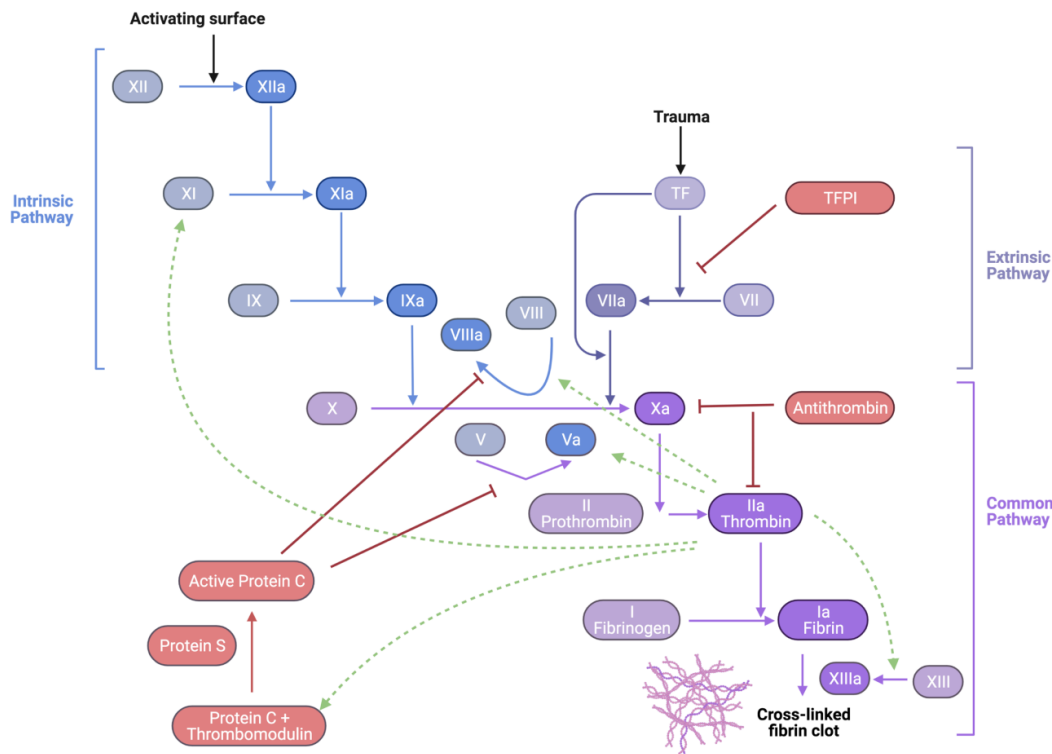 Activating surface
XII
XIIa
Trauma
Intrinsic
Pathway
XI
XIa
TF
TFPI
Extrinsic
Pathway
IX
IXa
VIIIa
VIII
VIIa
VII
X
Xa
Antithrombin
V
Va
II
Prothrombin
IIa
Thrombin
Common
Pathway
Active Protein C
I
Fibrinogen
Ia
Fibrin
Protein S
XIIIa
XIII
Protein C +
Thrombomodulin
Cross-linked
fibrin clot